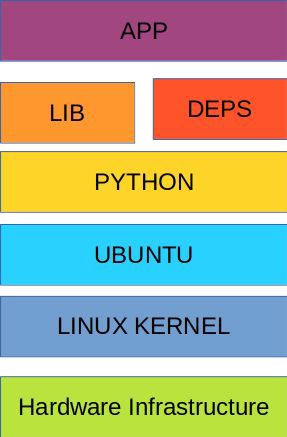 APP
LIB
DEPS
PYTHON
UBUNTU
LINUX KERNEL
Hardware Infrastructure